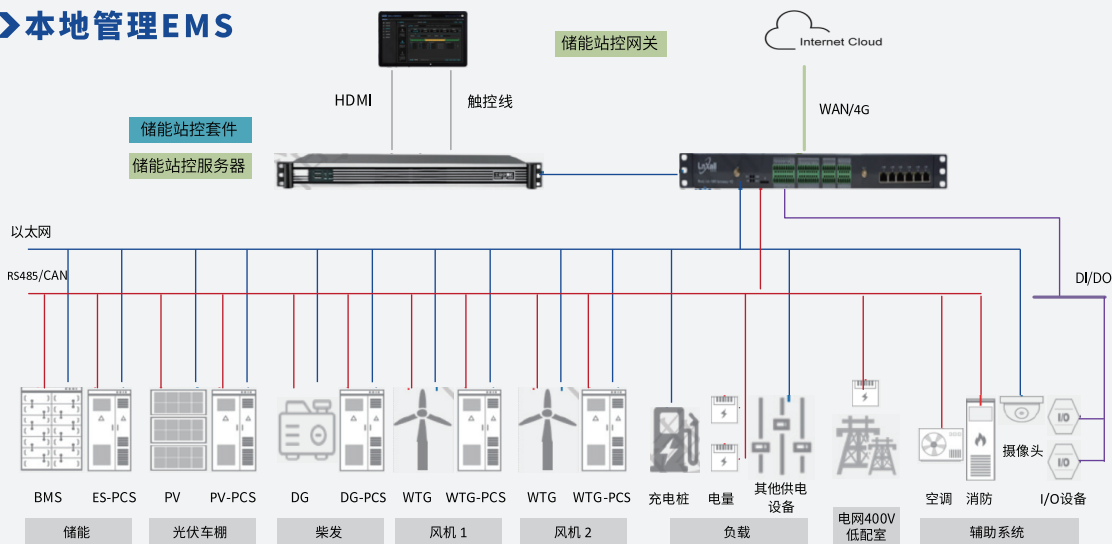 本地管理EMS
储能站控网关
Internet Cloud
HDMI
触控线
WAN/4G
储能站控套件
储能站控服务器
以太网
RS485/CAN
DI/DO
I/O
I/O
摄像头
BMS
ES-PCS
PV
PV-PCS
DG
DG-PCS
WTG
WTG-PCS
WTG
WTG-PCS
充电桩
电量
其他供电
设备
空调
消防
I/O设备
储能
光伏车棚
柴发
风机 1
风机 2
负载
电网400V
低配室
辅助系统